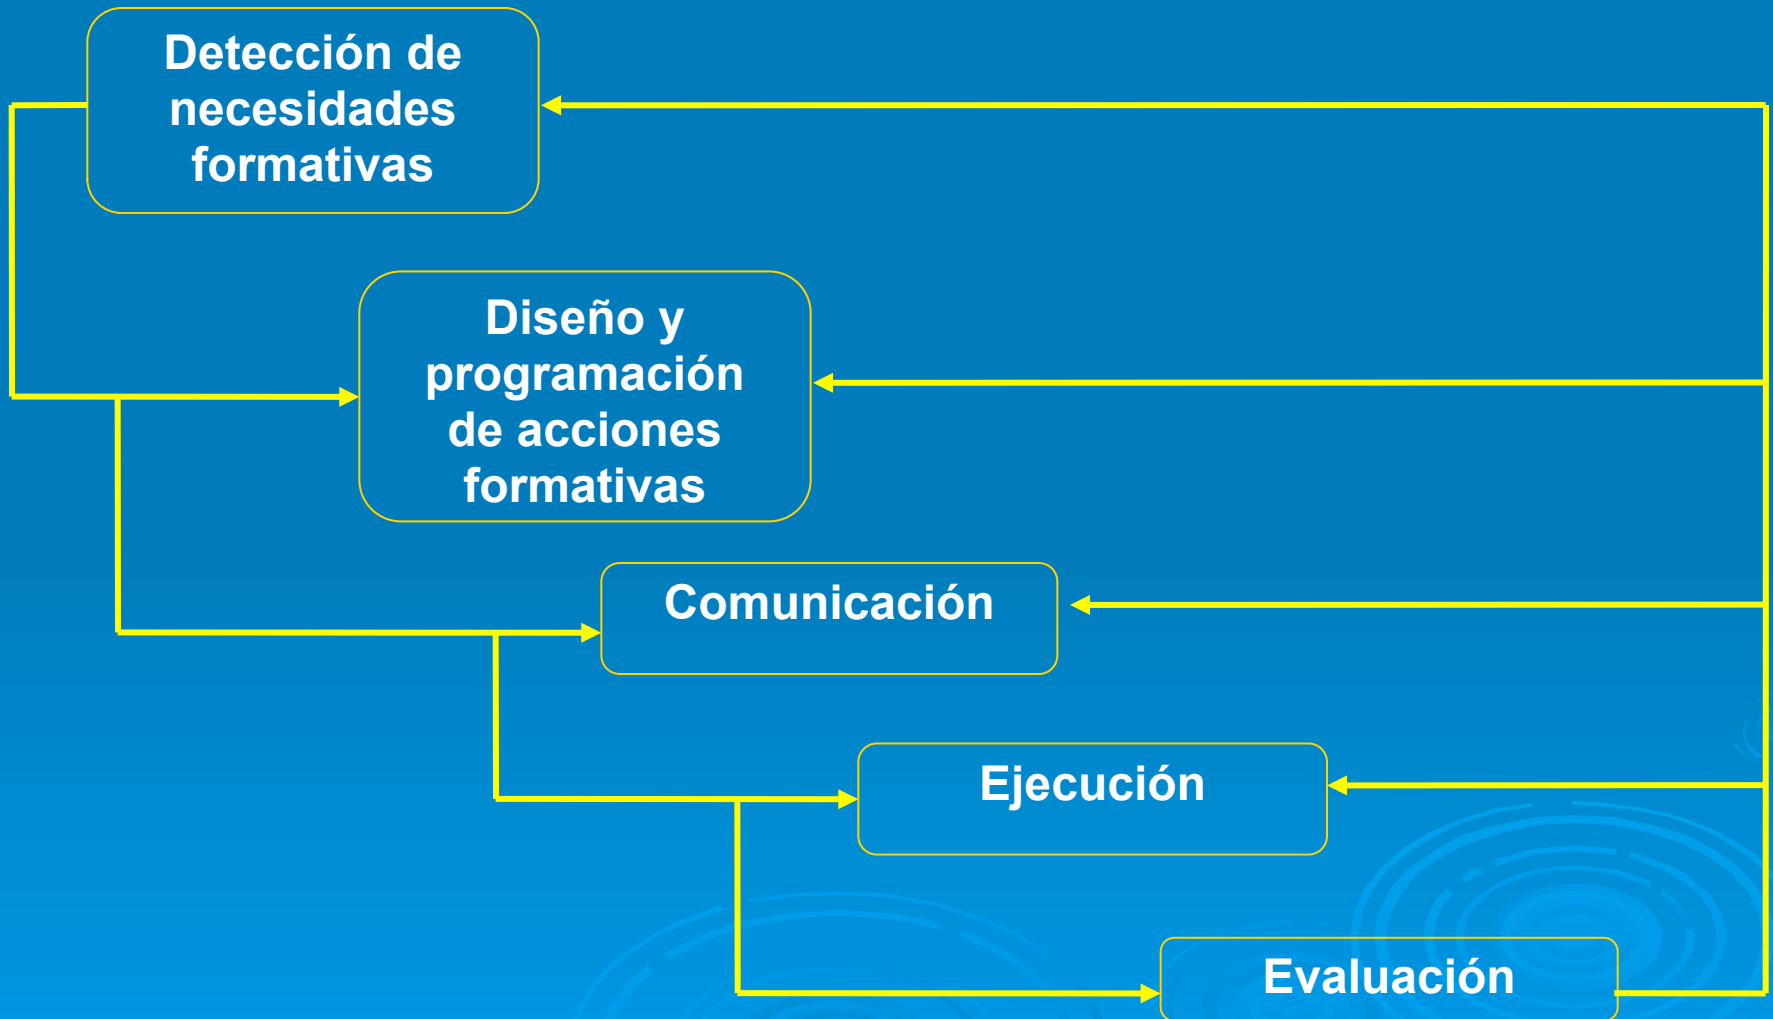 Detección de
necesidades
formativas
Diseño y
programación
de acciones
formativas
Comunicación
Ejecución
Evaluación